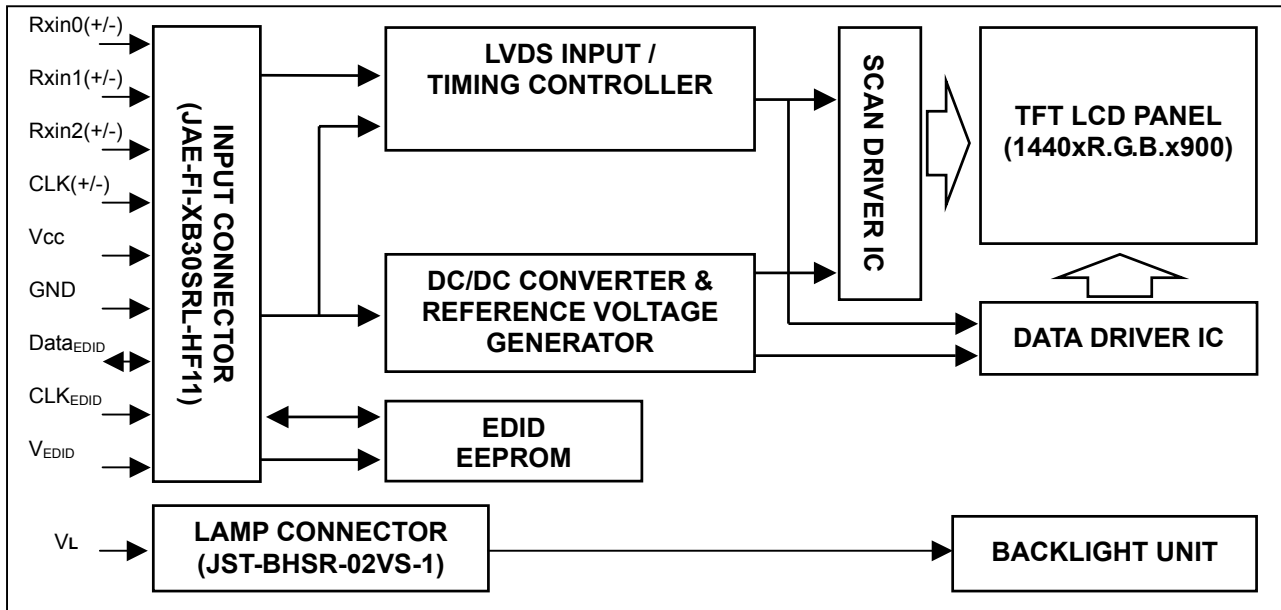 Rxin0(+/-)
Rxin1(+/-)
Rxin2(+/-)
CLK(+/-)
Vcc
GND
DataEDID
CLKEDID
VEDID
VL
INPUT CONNECTOR
(JAE-FI-XB30SRL-HF11)
LVDS INPUT /
TIMING CONTROLLER
DC/DC CONVERTER &
REFERENCE VOLTAGE
GENERATOR
EDID
EEPROM
SCAN DRIVER IC
TFT LCD PANEL
(1440xR.G.B.x900)
DATA DRIVER IC
LAMP CONNECTOR
(JST-BHSR-02VS-1)
BACKLIGHT UNIT